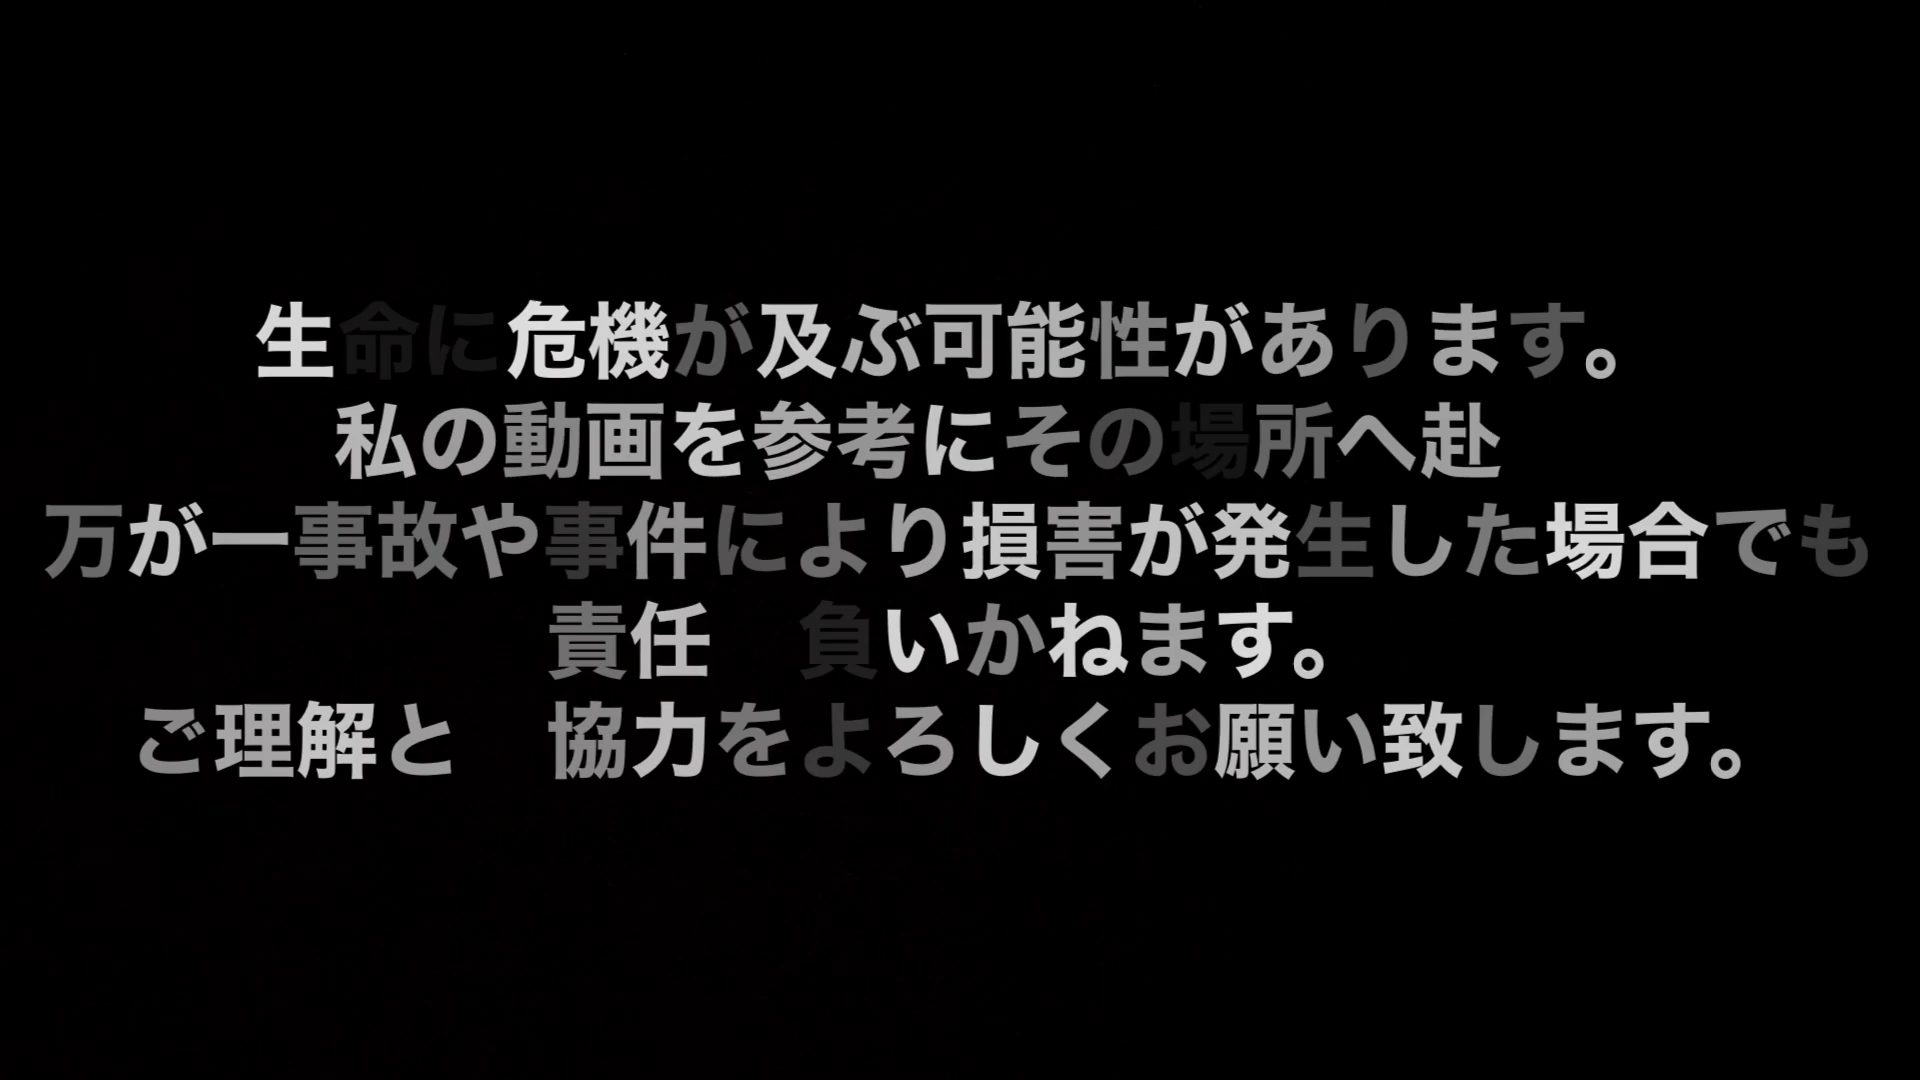 生命に危機が及ぶ可能性があります。
私の動画を参考にその場所へ赴
万が一事故や事件により損害が発生した場合でも
責任　負いかねます。
ご理解と　協力をよろしくお願い致します。